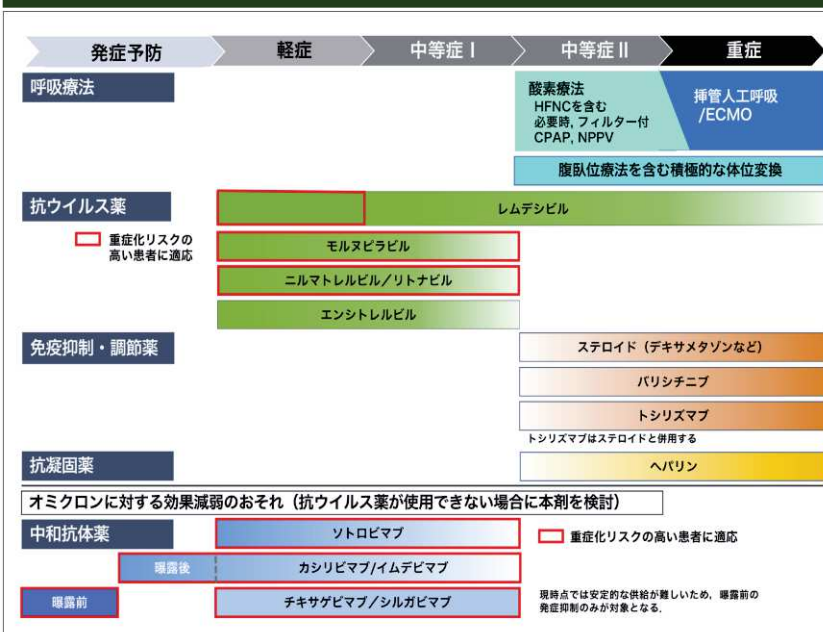 発症予防
軽症
中等症 I
中等症 II
重症
呼吸療法
酸素療法
HFNCを含む
必要時, フィルター付
CPAP, NPPV
挿管人工呼吸
/ECMO
腹臥位療法を含む積極的な体位変換
抗ウイルス薬
レムデシビル
重症化リスクの
高い患者に適応
モルヌピラビル
ニルマトレルビル／リトナビル
エンシトレルビル
免疫抑制・調節薬
ステロイド（デキサメタゾンなど）
バリシチニブ
トシリズマブ
トシリズマブはステロイドと併用する
抗凝固薬
ヘパリン
オミクロンに対する効果減弱のおそれ（抗ウイルス薬が使用できない場合に本剤を検討）
中和抗体薬
ソトロビマブ
重症化リスクの高い患者に適応
曝露後
カシリビマブ/イムデビマブ
曝露前
チキサゲビマブ／シルガビマブ
現時点では安定的な供給が難しいため，曝露前の
発症抑制のみが対象となる.